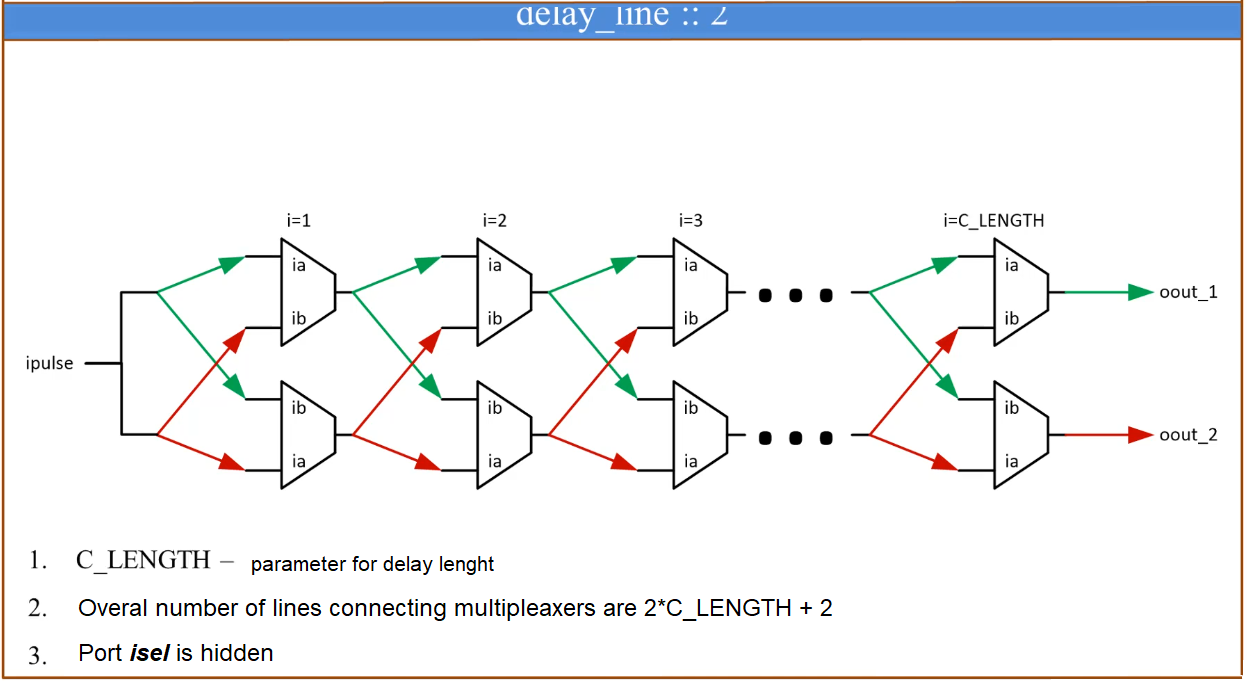 delay_line :: 2
i=1 i=2 i=3 i=C_LENGTH
ia ia ia ia
ib ib ib ib
oout_1
ipulse
ib ib ib ib
ia ia ia ia
oout_2
1. C_LENGTH – parameter for delay lenght
2. Overal number of lines connecting multipleaxers are 2*C_LENGTH + 2
3. Port isel is hidden